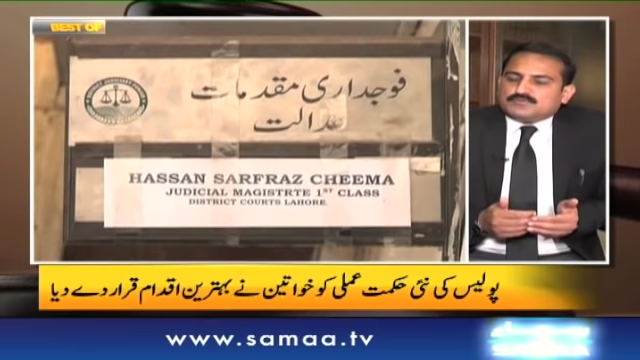 BEST OF
فوجداری مقدمات
عدالت
HASSAN SARFRAZ CHEEMA
JUDICIAL MAGISTRTE 1ST CLASS
DISTRICT COURTS LAHORE.
پولیس کی نئی حکمت عملی کو خواتین نے بہترین اقدام قرار دے دیا
www.samaa.tv